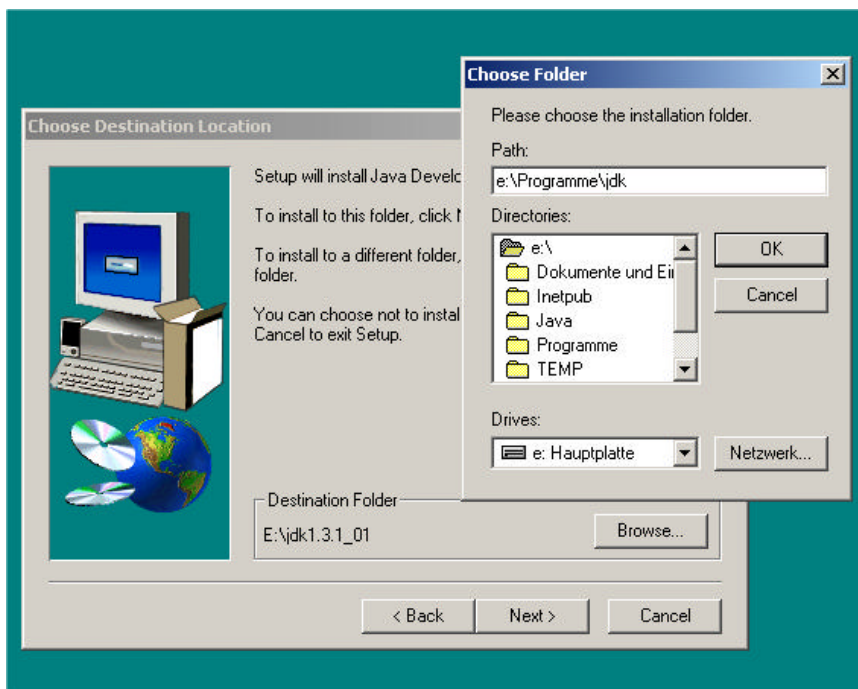 Choose Destination Location
Setup will install Java Develo
To install to this folder, click
To install to a different folder,
folder.
You can choose not to instal
Cancel to exit Setup.
Destination Folder
E:\jdk1.3.1_01
Browse...
< Back
Next >
Cancel
Choose Folder
Please choose the installation folder.
Path:
e:\Programme\jdk
Directories:
e:\
Dokumente und Ei
Inetpub
Java
Programme
TEMP
OK
Cancel
Drives:
e: Hauptplatte
Netzwerk...